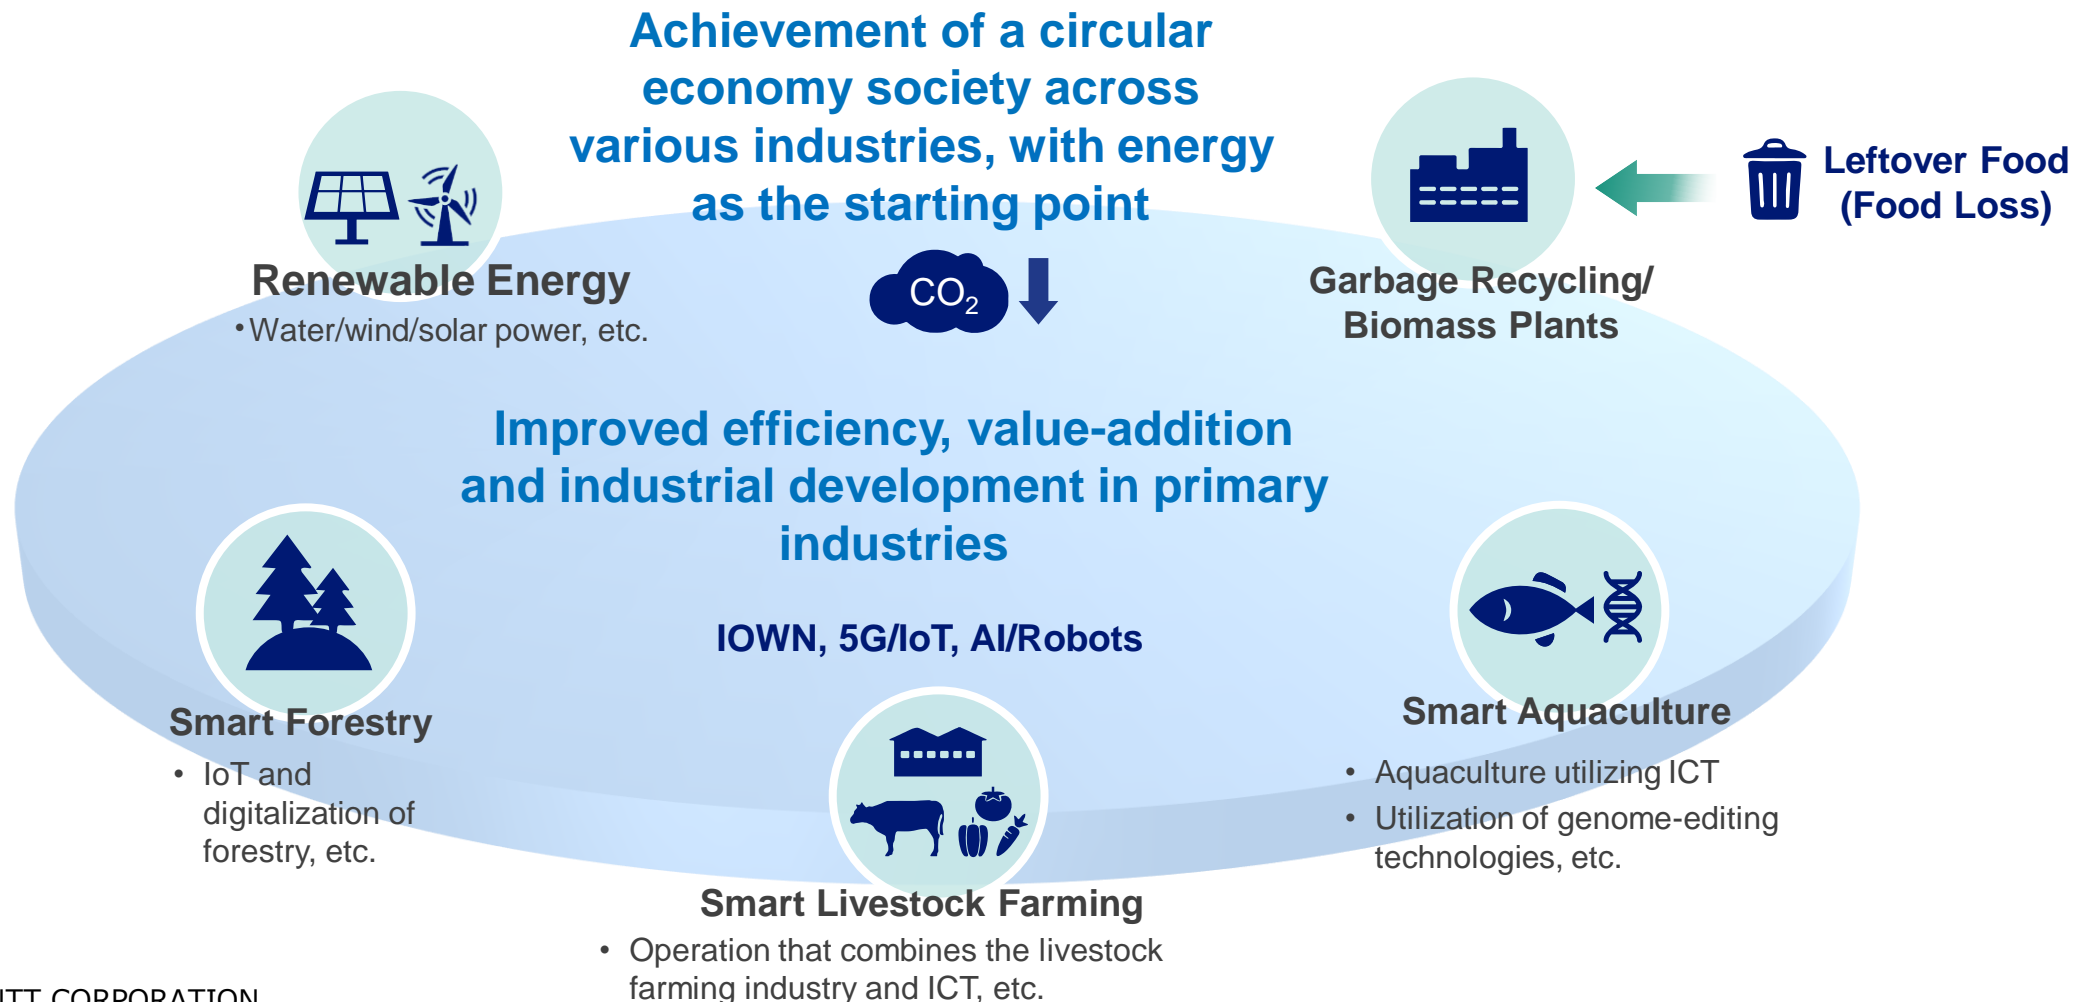 Achievement of a circular
economy society across
various industries, with energy
as the starting point
Leftover Food
(Food Loss)
Renewable Energy
•Water/wind/solar power, etc.
CO₂
Garbage Recycling/
Biomass Plants
Improved efficiency, value-addition
and industrial development in primary
industries
IOWN, 5G/IoT, AI/Robots
Smart Forestry
• IoT and
digitalization of
forestry, etc.
Smart Aquaculture
• Aquaculture utilizing ICT
• Utilization of genome-editing
technologies, etc.
Smart Livestock Farming
• Operation that combines the livestock
farming industry and ICT, etc.
NTT CORPORATION